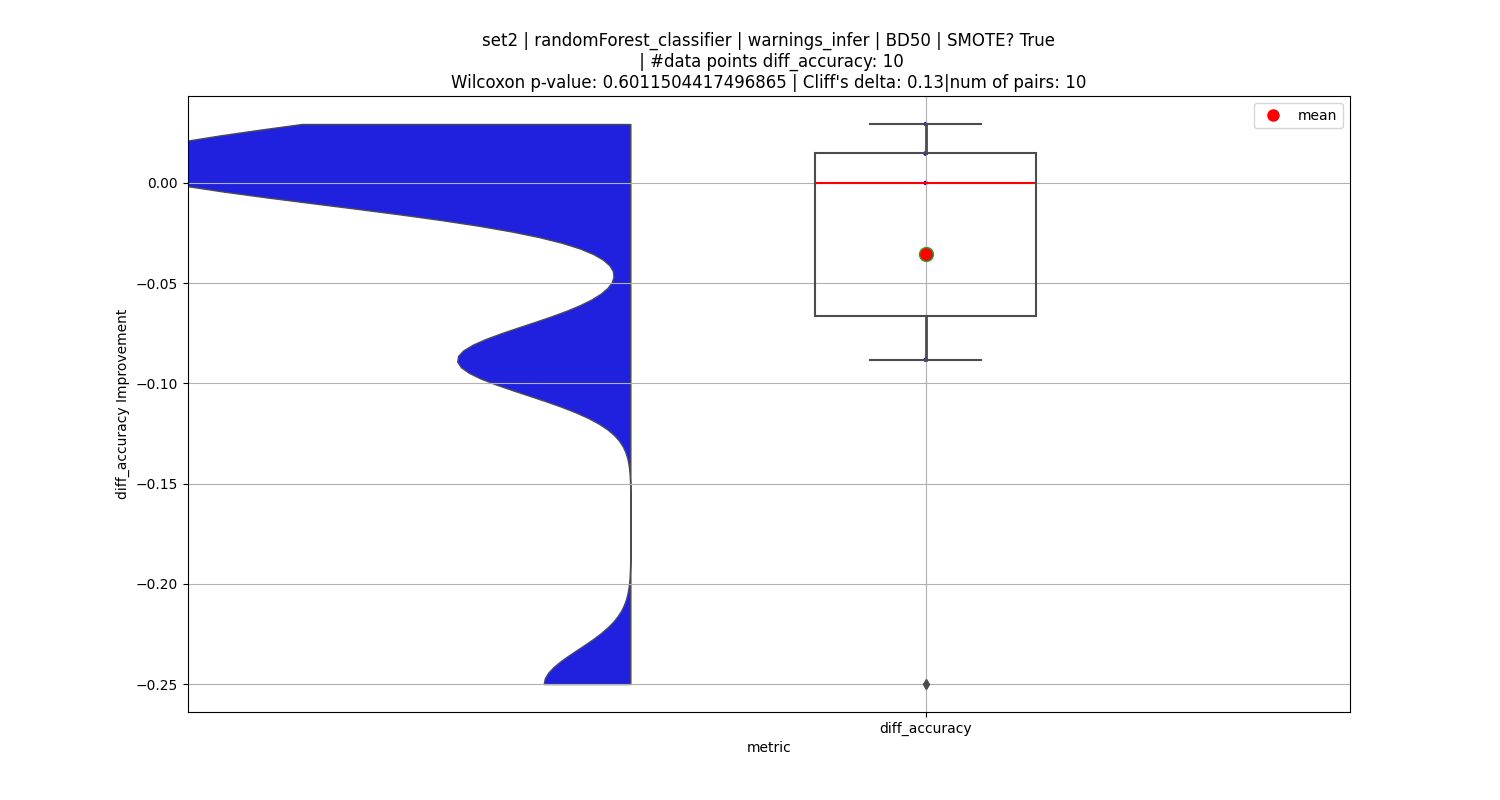 set2 | randomForest_classifier | warnings_infer | BD50 | SMOTE? True
| #data points diff_accuracy: 10
Wilcoxon p-value: 0.6011504417496865 | Cliff's delta: 0.13|num of pairs: 10
mean
0.00
−0.05
−0.10
−0.15
−0.20
−0.25
diff_accuracy Improvement
diff_accuracy
metric